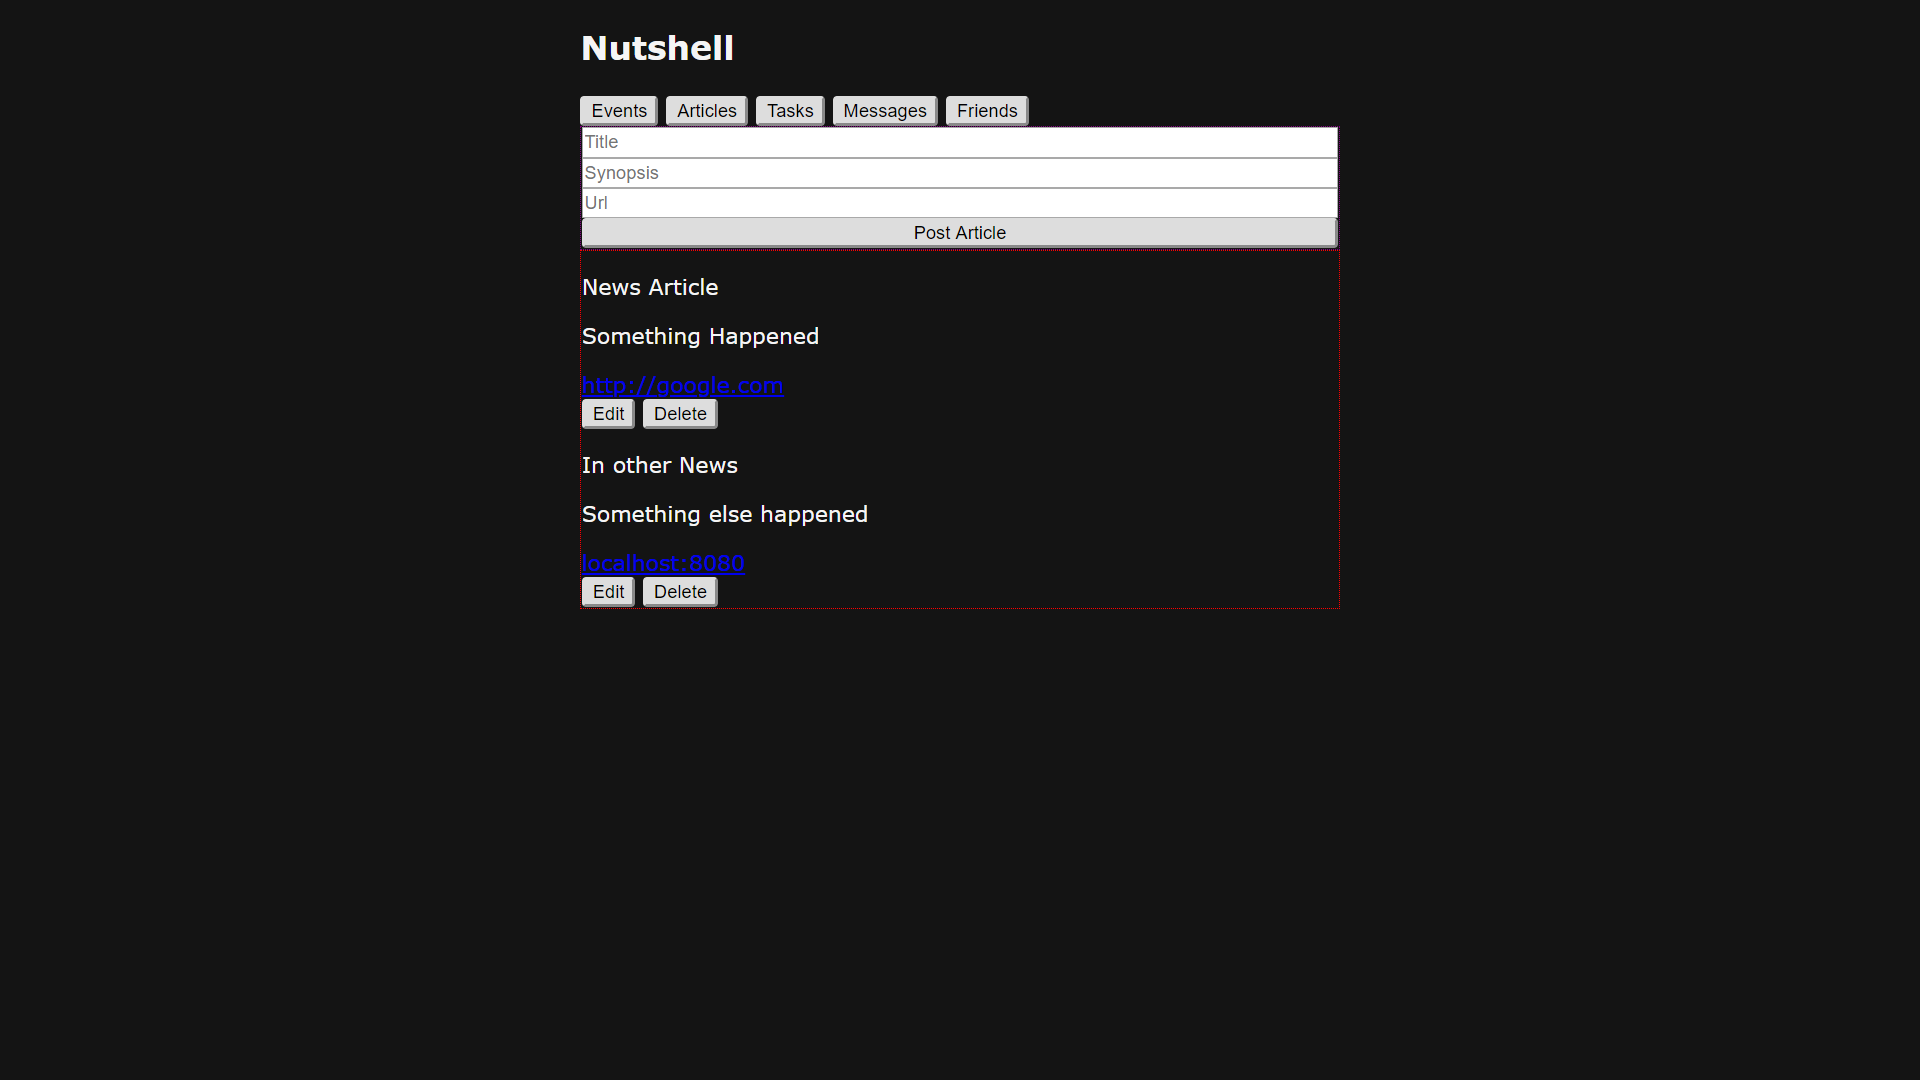 Nutshell
Events Articles Tasks Messages Friends
Title
Synopsis
Url
Post Article
News Article
Something Happened
http://google.com
Edit Delete
In other News
Something else happened
localhost:8080
Edit Delete